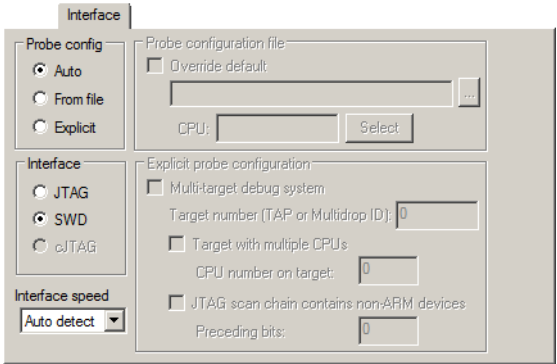 Interface
Probe config
Auto
From file
Explicit
Probe configuration file
Override default
...
CPU:
Select
Interface
JTAG
SWD
cJTAG
Interface speed
Auto detect
Explicit probe configuration
Multi-target debug system
Target number (TAP or Multidrop ID): 0
Target with multiple CPUs
CPU number on target: 0
JTAG scan chain contains non-ARM devices
Preceding bits: 0